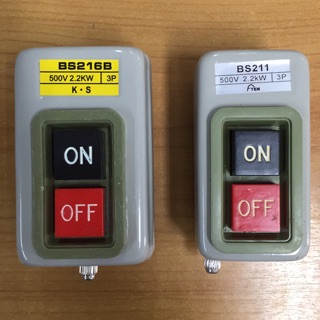 BS216B
500V 2.2KW 3P
K・S
ON
OFF
BS211
500V 2.2KW 3P
ON
OFF